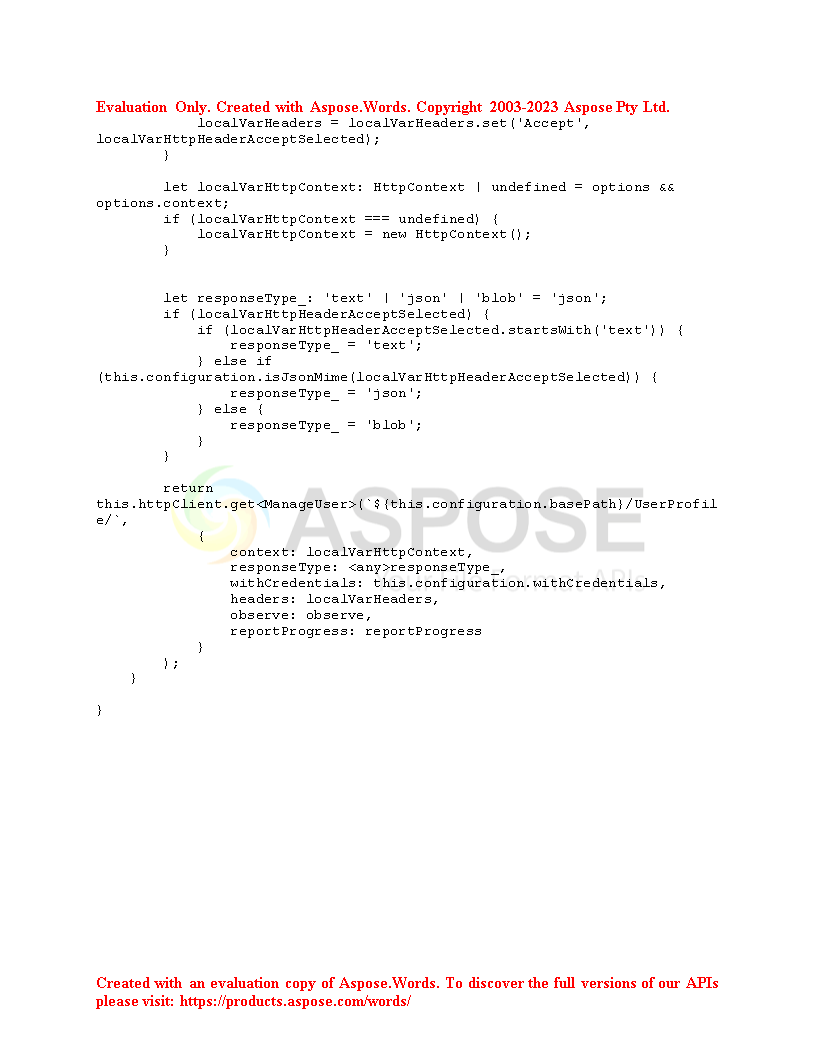 Evaluation Only. Created with Aspose.Words. Copyright 2003-2023 Aspose Pty Ltd.
            localVarHeaders = localVarHeaders.set('Accept',
localVarHttpHeaderAcceptSelected);
        }

        let localVarHttpContext: HttpContext | undefined = options &&
options.context;
        if (localVarHttpContext === undefined) {
            localVarHttpContext = new HttpContext();
        }

        let responseType_: 'text' | 'json' | 'blob' = 'json';
        if (localVarHttpHeaderAcceptSelected) {
            if (localVarHttpHeaderAcceptSelected.startsWith('text')) {
                responseType_ = 'text';
            } else if
(this.configuration.isJsonMime(localVarHttpHeaderAcceptSelected)) {
                responseType_ = 'json';
            } else {
                responseType_ = 'blob';
            }
        }

        return
this.httpClient.get<ManageUser>(`${this.configuration.basePath}/UserProfil
e/`,
ASPOSE
            {
                context: localVarHttpContext,
                responseType: <any>responseType_,
                withCredentials: this.configuration.withCredentials,
                headers: localVarHeaders,
                observe: observe,
                reportProgress: reportProgress
            }
        );
    }

}
Created with an evaluation copy of Aspose.Words. To discover the full versions of our APIs
please visit: https://products.aspose.com/words/